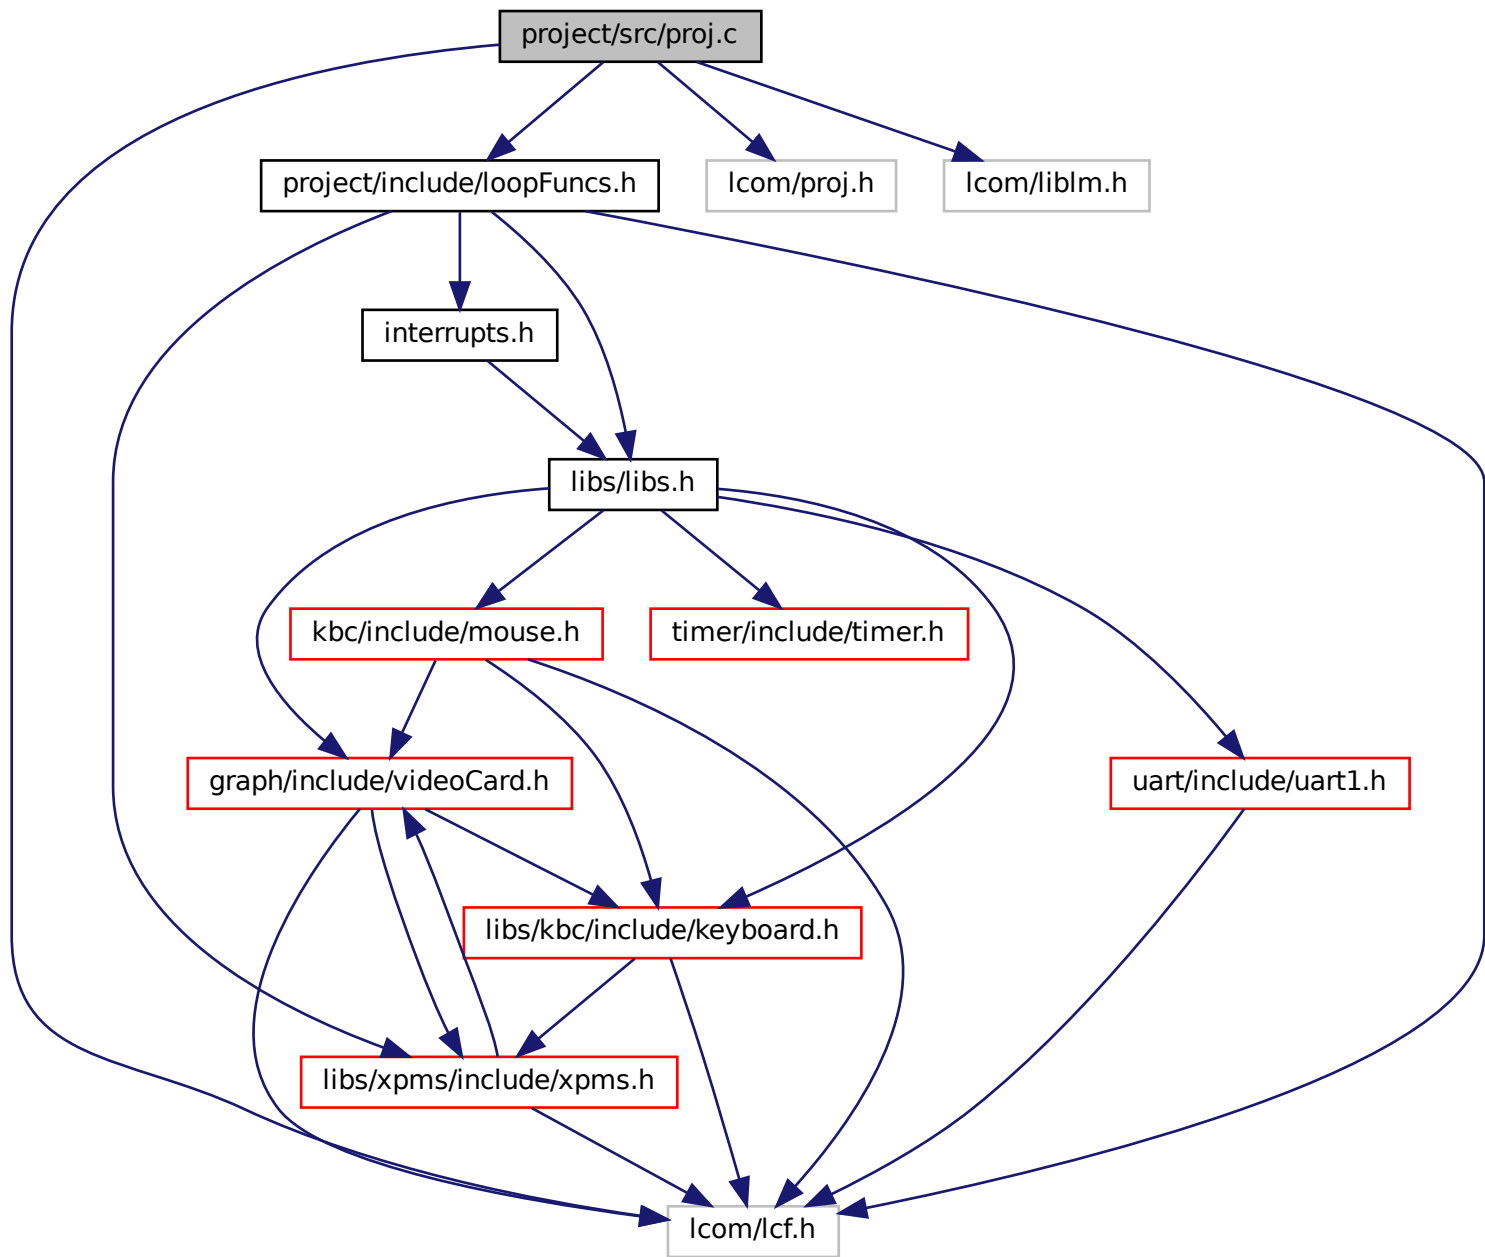 project/src/proj.c
project/include/loopFuncs.h
lcom/proj.h
lcom/liblm.h
interrupts.h
libs/libs.h
kbc/include/mouse.h
timer/include/timer.h
graph/include/videoCard.h
uart/include/uart1.h
libs/kbc/include/keyboard.h
libs/xpms/include/xpms.h
lcom/lcf.h